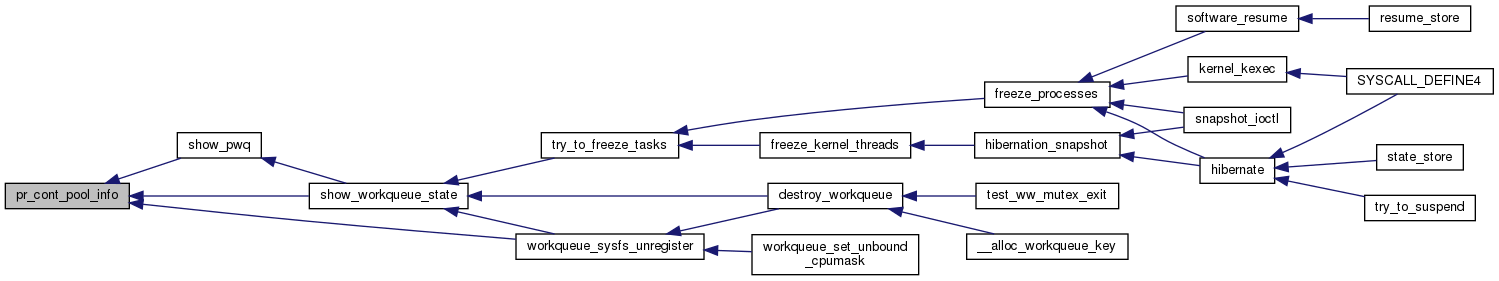 software_resume
resume_store
kernel_kexec
SYSCALL_DEFINE4
freeze_processes
snapshot_ioctl
show_pwq
try_to_freeze_tasks
freeze_kernel_threads
hibernation_snapshot
state_store
hibernate
pr_cont_pool_info
show_workqueue_state
destroy_workqueue
test_ww_mutex_exit
try_to_suspend
workqueue_sysfs_unregister
workqueue_set_unbound
_cpumask
__alloc_workqueue_key